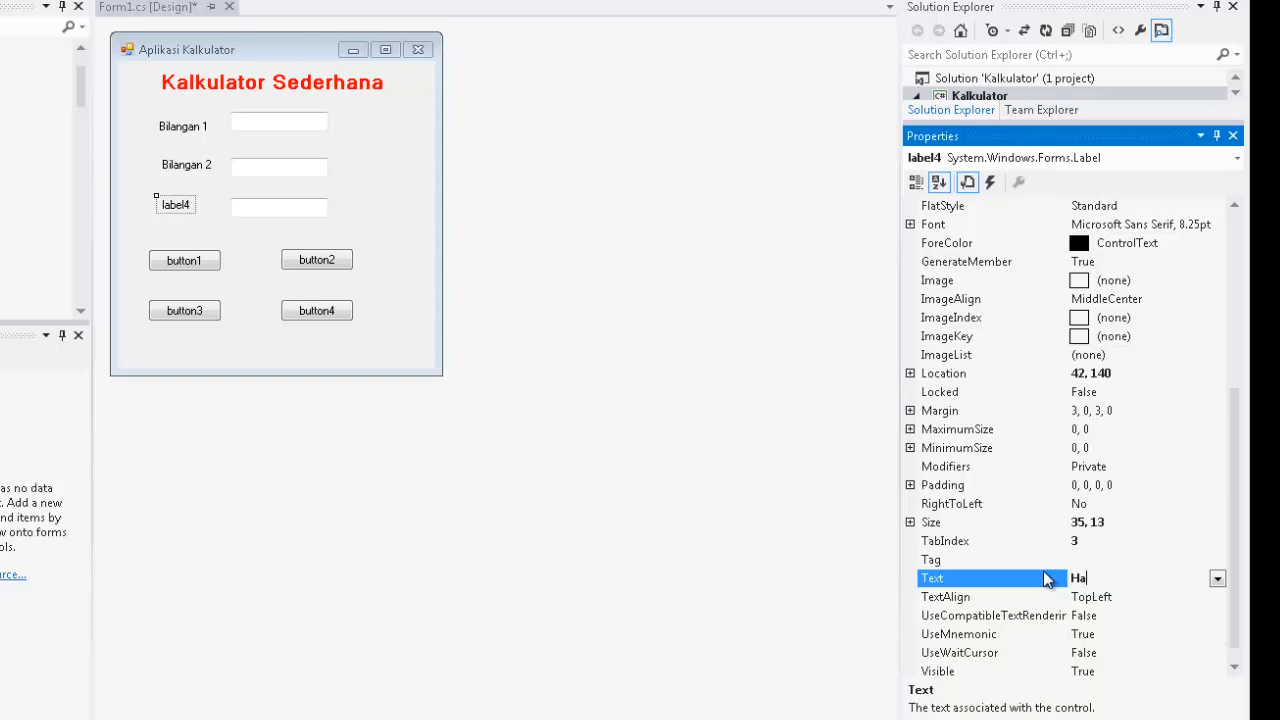 Form1.cs [Design]*
Aplikasi Kalkulator
Kalkulator Sederhana
Bilangan 1
Bilangan 2
label4
button1
button2
button3
button4
as no data
t. Add a new
nd items by
w onto forms
ols.
urce...
Solution Explorer
Search Solution Explorer (Ctrl+;)
Solution 'Kalkulator' (1 project)
C# Kalkulator
Solution Explorer Team Explorer
Properties
label4 System.Windows.Forms.Label
FlatStyle Standard
Font Microsoft Sans Serif, 8.25pt
ForeColor ControlText
GenerateMember True
Image (none)
ImageAlign MiddleCenter
ImageIndex (none)
ImageKey (none)
ImageList (none)
Location 42, 140
Locked False
Margin 3, 0, 3, 0
MaximumSize 0, 0
MinimumSize 0, 0
Modifiers Private
Padding 0, 0, 0, 0
RightToLeft No
Size 35, 13
TabIndex 3
Tag
Text Ha
TextAlign TopLeft
UseCompatibleTextRenderir False
UseMnemonic True
UseWaitCursor False
Visible True
Text
The text associated with the control.